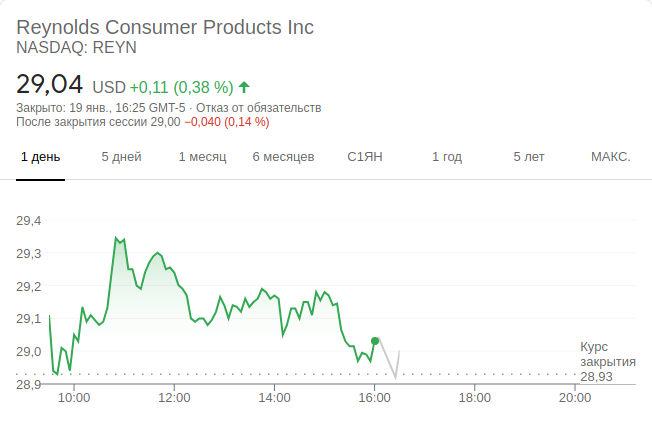 Reynolds Consumer Products Inc
NASDAQ: REYN
29,04 USD +0,11 (0,38 %)
Закрыто: 19 янв., 16:25 GMT-5 · Отказ от обязательств
После закрытия сессии 29,00 −0,040 (0,14 %)
1 день 5 дней 1 месяц 6 месяцев С1ЯН 1 год 5 лет МАКС.
29,4
29,3
29,2
29,1
29,0
28,9
Курс
закрытия
28,93
10:00 12:00 14:00 16:00 18:00 20:00